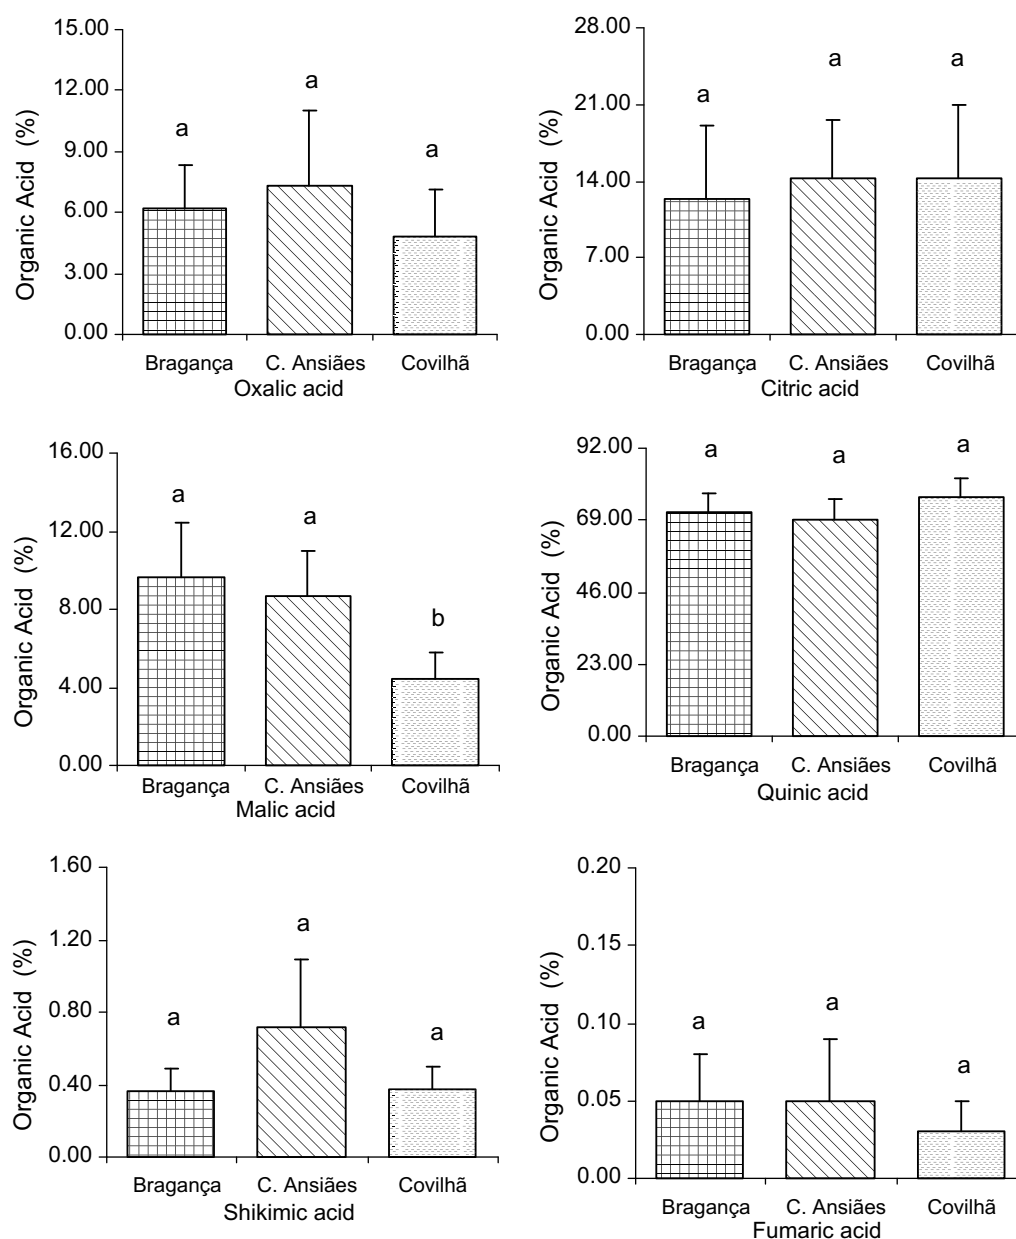 15.00
12.00
9.00
6.00
3.00
0.00
Organic Acid (%)
a
a
a
Bragança C. Ansiães Covilhã
Oxalic acid
28.00
21.00
14.00
7.00
0.00
Organic Acid (%)
a
a
a
Bragança C. Ansiães Covilhã
Citric acid
16.00
12.00
8.00
4.00
0.00
Organic Acid (%)
a
a
b
Bragança C. Ansiães Covilhã
Malic acid
92.00
69.00
46.00
23.00
0.00
Organic Acid (%)
a
a
a
Bragança C. Ansiães Covilhã
Quinic acid
1.60
1.20
0.80
0.40
0.00
Organic Acid (%)
a
a
a
Bragança C. Ansiães Covilhã
Shikimic acid
0.20
0.15
0.10
0.05
0.00
Organic Acid (%)
a
a
a
Bragança C. Ansiães Covilhã
Fumaric acid